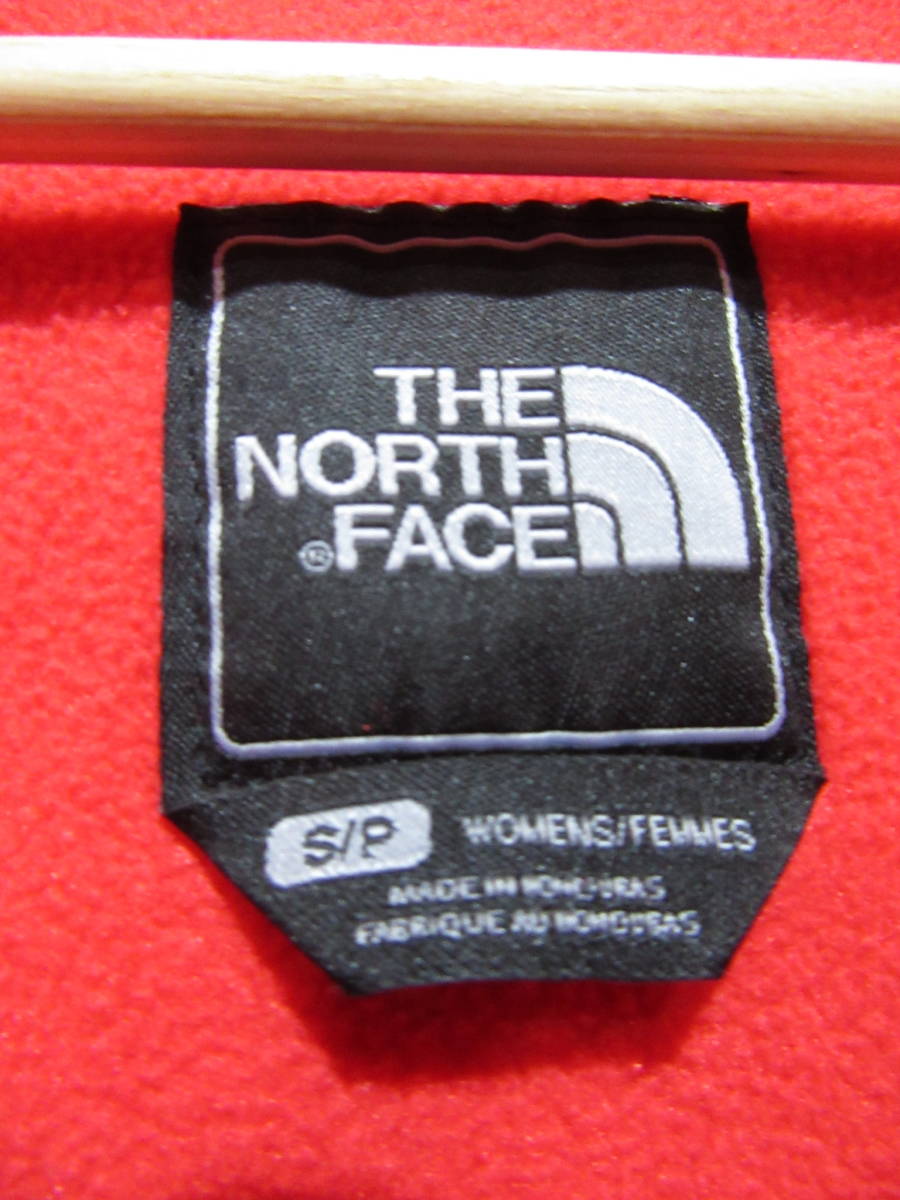 THE
NORTH
®FACE
S/P WOMENS/FEMMES
MADE IN HONDURAS
FABRIQUE AU HONDURAS